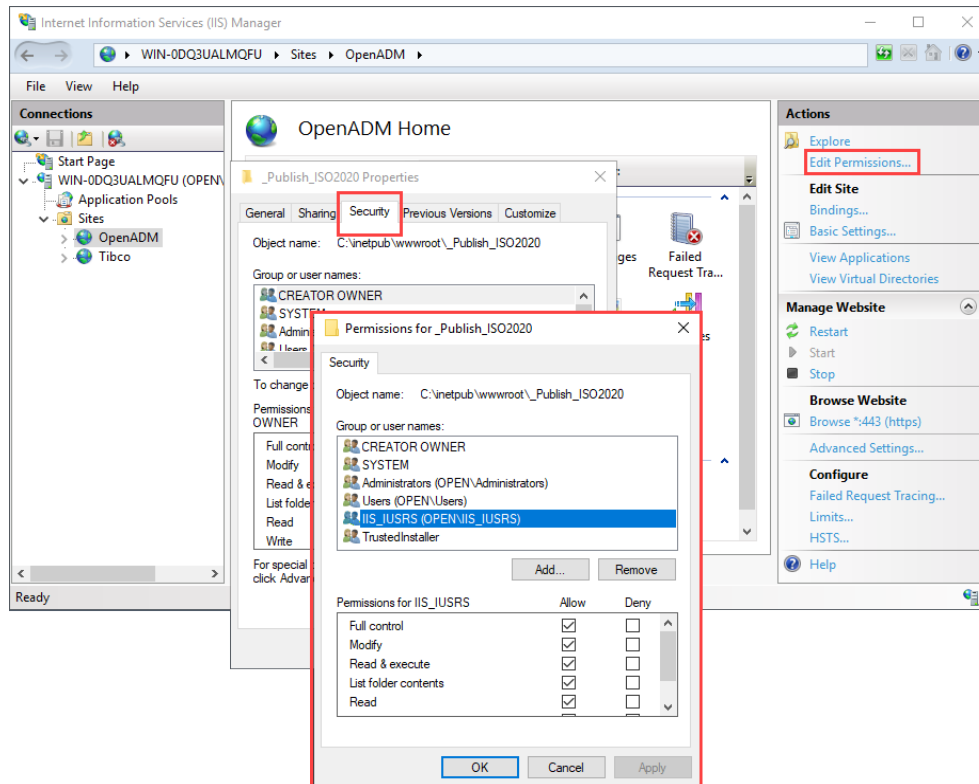 Internet Information Services (IIS) Manager
WIN-0DQ3UALMQFU Sites OpenADM
File View Help
Connections
Start Page
WIN-0DQ3UALMQFU (OPEN\
Application Pools
Sites
OpenADM
Tibco
Ready
OpenADM Home
ges
Failed
Request Tra...
es
_Publish_ISO2020 Properties
General Sharing Security Previous Versions Customize
Object name: C:\inetpub\wwwroot\_Publish_ISO2020
Group or user names:
CREATOR OWNER
SYSTEM
Admin
Users
To change
Permissions
OWNER
Full contr
Modify
Read & e
List folde
Read
Write
For special
click Advan
Permissions for _Publish_ISO2020
Security
Object name: C:\inetpub\wwwroot\_Publish_ISO2020
Group or user names:
CREATOR OWNER
SYSTEM
Administrators (OPEN\Administrators)
Users (OPEN\Users)
IIS_IUSRS (OPEN\IIS_IUSRS)
TrustedInstaller
Add... Remove
Permissions for IIS_IUSRS Allow Deny
Full control
Modify
Read & execute
List folder contents
Read
OK Cancel Apply
Actions
Explore
Edit Permissions...
Edit Site
Bindings...
Basic Settings...
View Applications
View Virtual Directories
Manage Website
Restart
Start
Stop
Browse Website
Browse *:443 (https)
Advanced Settings...
Configure
Failed Request Tracing...
Limits...
HSTS...
Help